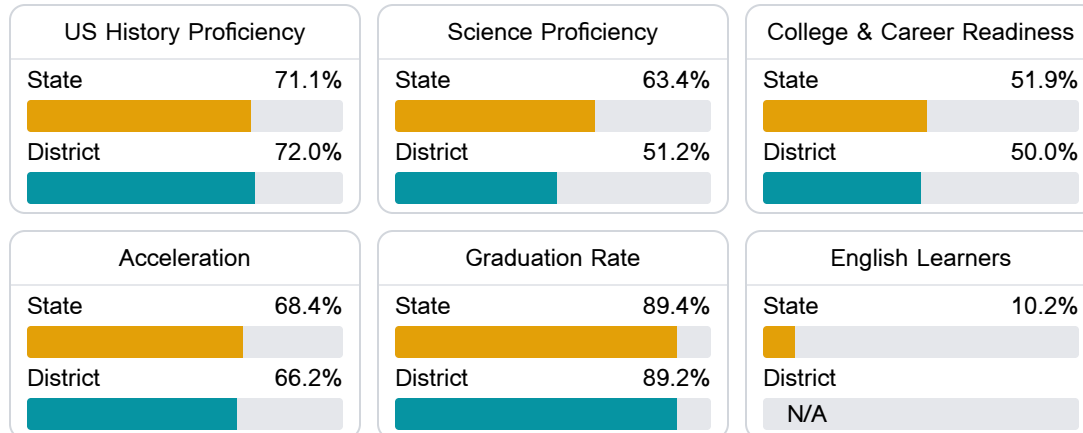 US History Proficiency
State 71.1%
District 72.0%
Science Proficiency
State 63.4%
District 51.2%
College & Career Readiness
State 51.9%
District 50.0%
Acceleration
State 68.4%
District 66.2%
Graduation Rate
State 89.4%
District 89.2%
English Learners
State 10.2%
District
N/A